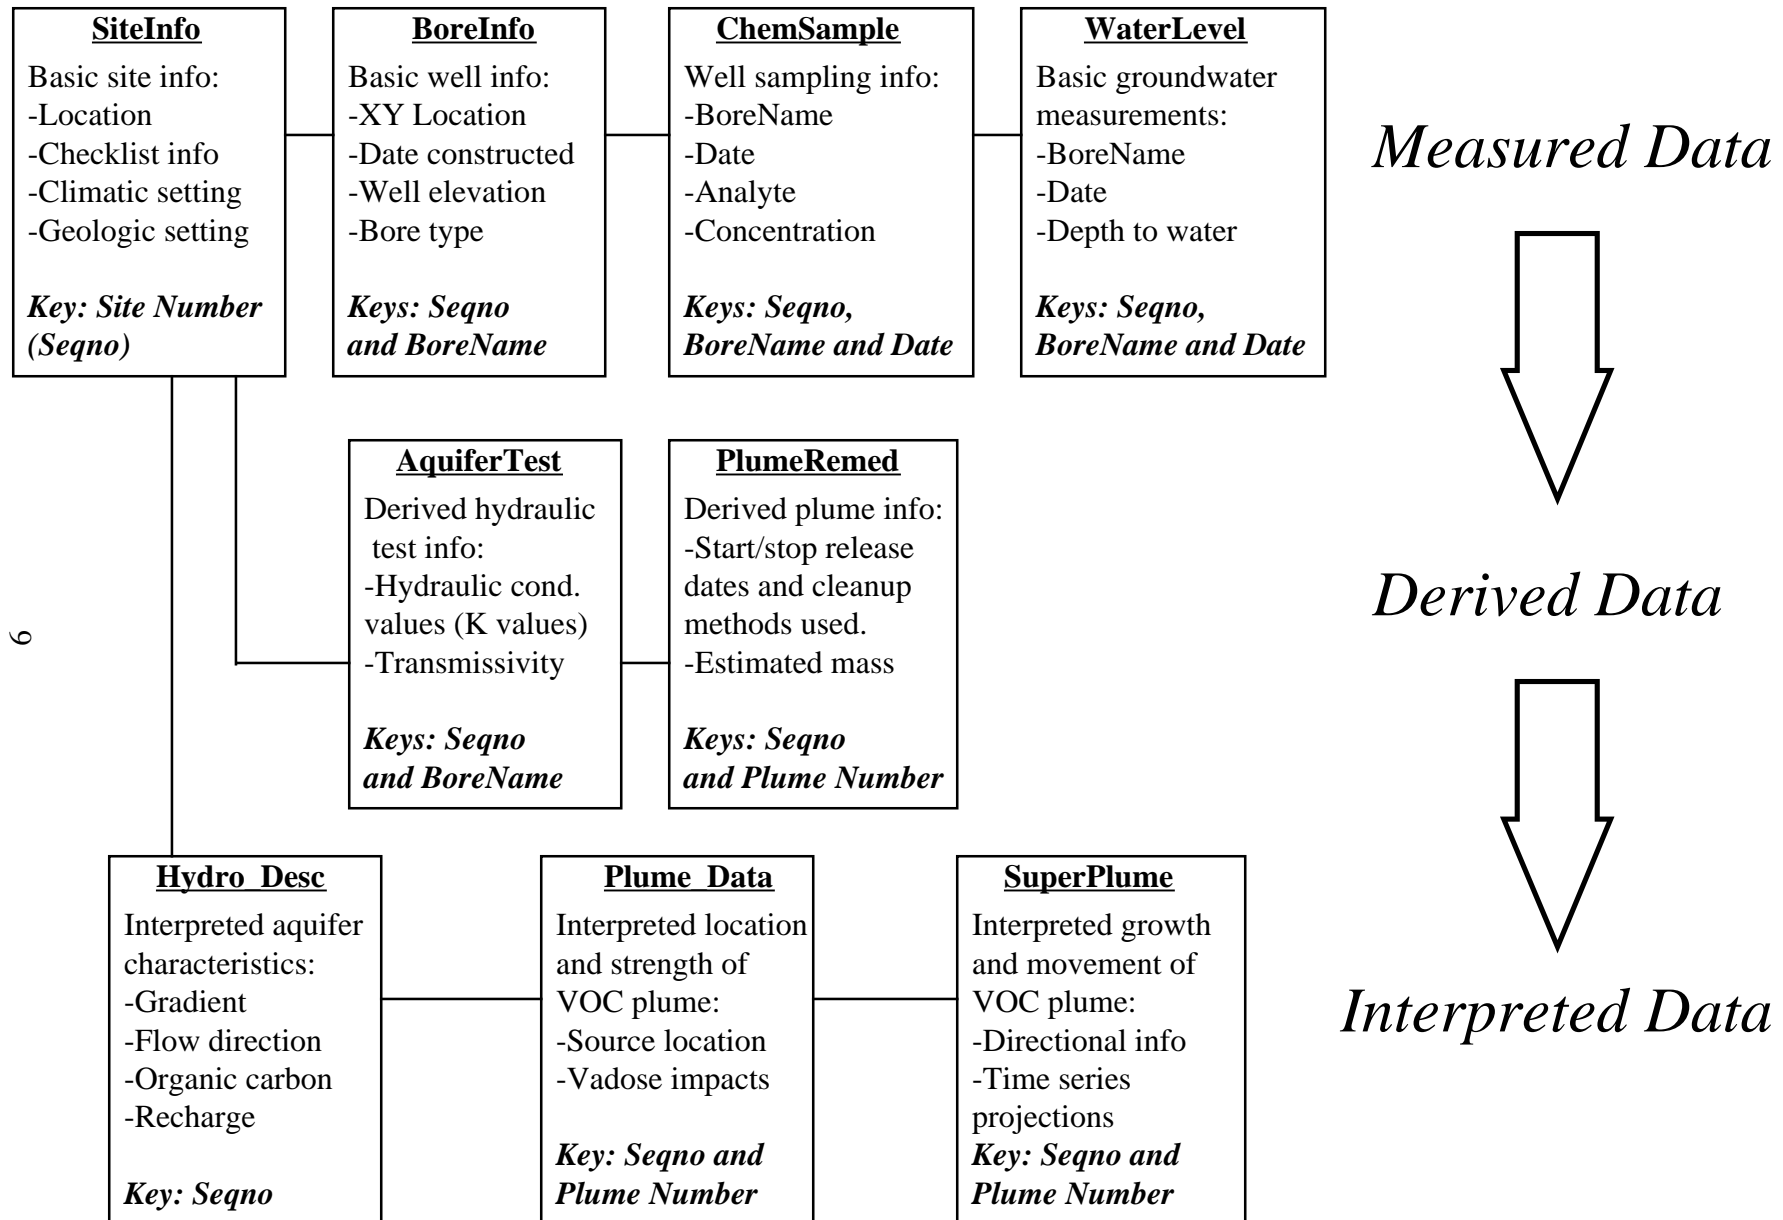 SiteInfo
Basic site info:
-Location
-Checklist info
-Climatic setting
-Geologic setting
Key: Site Number
(Seqno)
BoreInfo
Basic well info:
-XY Location
-Date constructed
-Well elevation
-Bore type
Keys: Seqno
and BoreName
ChemSample
Well sampling info:
-BoreName
-Date
-Analyte
-Concentration
Keys: Seqno,
BoreName and Date
WaterLevel
Basic groundwater
measurements:
-BoreName
-Date
-Depth to water
Keys: Seqno,
BoreName and Date
Measured Data
AquiferTest
Derived hydraulic
test info:
-Hydraulic cond.
values (K values)
-Transmissivity
Keys: Seqno
and BoreName
PlumeRemed
Derived plume info:
-Start/stop release
dates and cleanup
methods used.
-Estimated mass
Keys: Seqno
and Plume Number
Derived Data
6
Hydro_Desc
Interpreted aquifer
characteristics:
-Gradient
-Flow direction
-Organic carbon
-Recharge
Key: Seqno
Plume_Data
Interpreted location
and strength of
VOC plume:
-Source location
-Vadose impacts
Key: Seqno and
Plume Number
SuperPlume
Interpreted growth
and movement of
VOC plume:
-Directional info
-Time series
projections
Key: Seqno and
Plume Number
Interpreted Data